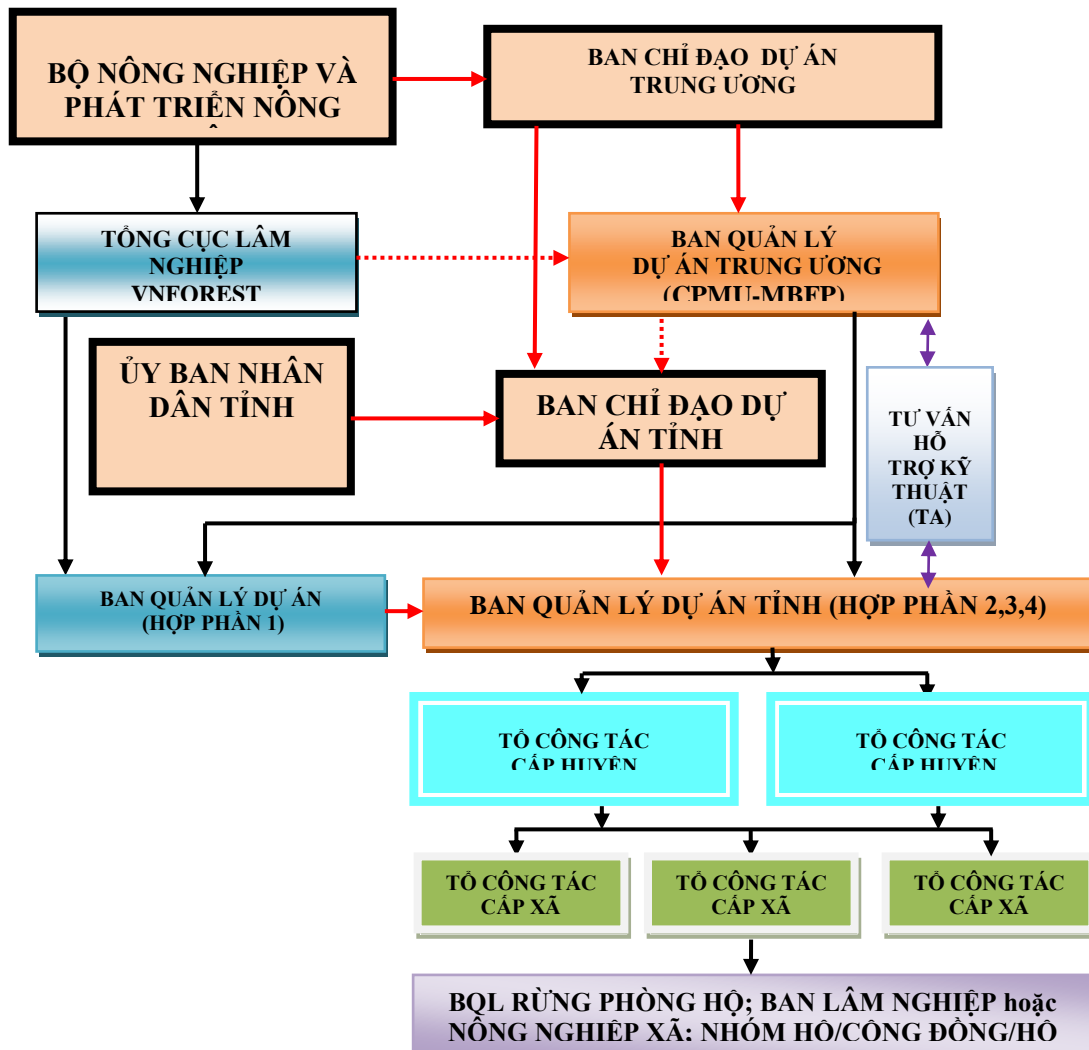 BỘ NÔNG NGHIỆP VÀ
PHÁT TRIỂN NÔNG
BAN CHỈ ĐẠO DỰ ÁN
TRUNG ƯƠNG
TỔNG CỤC LÂM
NGHIỆP
VNFOREST
BAN QUẢN LÝ
DỰ ÁN TRUNG ƯƠNG
(CPMU-MBFP)
ỦY BAN NHÂN
DÂN TỈNH
BAN CHỈ ĐẠO DỰ
ÁN TỈNH
TƯ VẤN
HỖ
TRỢ KỸ
THUẬT
(TA)
BAN QUẢN LÝ DỰ ÁN
(HỢP PHẦN 1)
BAN QUẢN LÝ DỰ ÁN TỈNH (HỢP PHẦN 2,3,4)
TỔ CÔNG TÁC
CẤP HUYỆN
TỔ CÔNG TÁC
CẤP HUYỆN
TỔ CÔNG TÁC
CẤP XÃ
TỔ CÔNG TÁC
CẤP XÃ
TỔ CÔNG TÁC
CẤP XÃ
BQL RỪNG PHÒNG HỘ; BAN LÂM NGHIỆP hoặc
NÔNG NGHIỆP XÃ; NHÓM HỘ/CỘNG ĐỒNG/HỘ